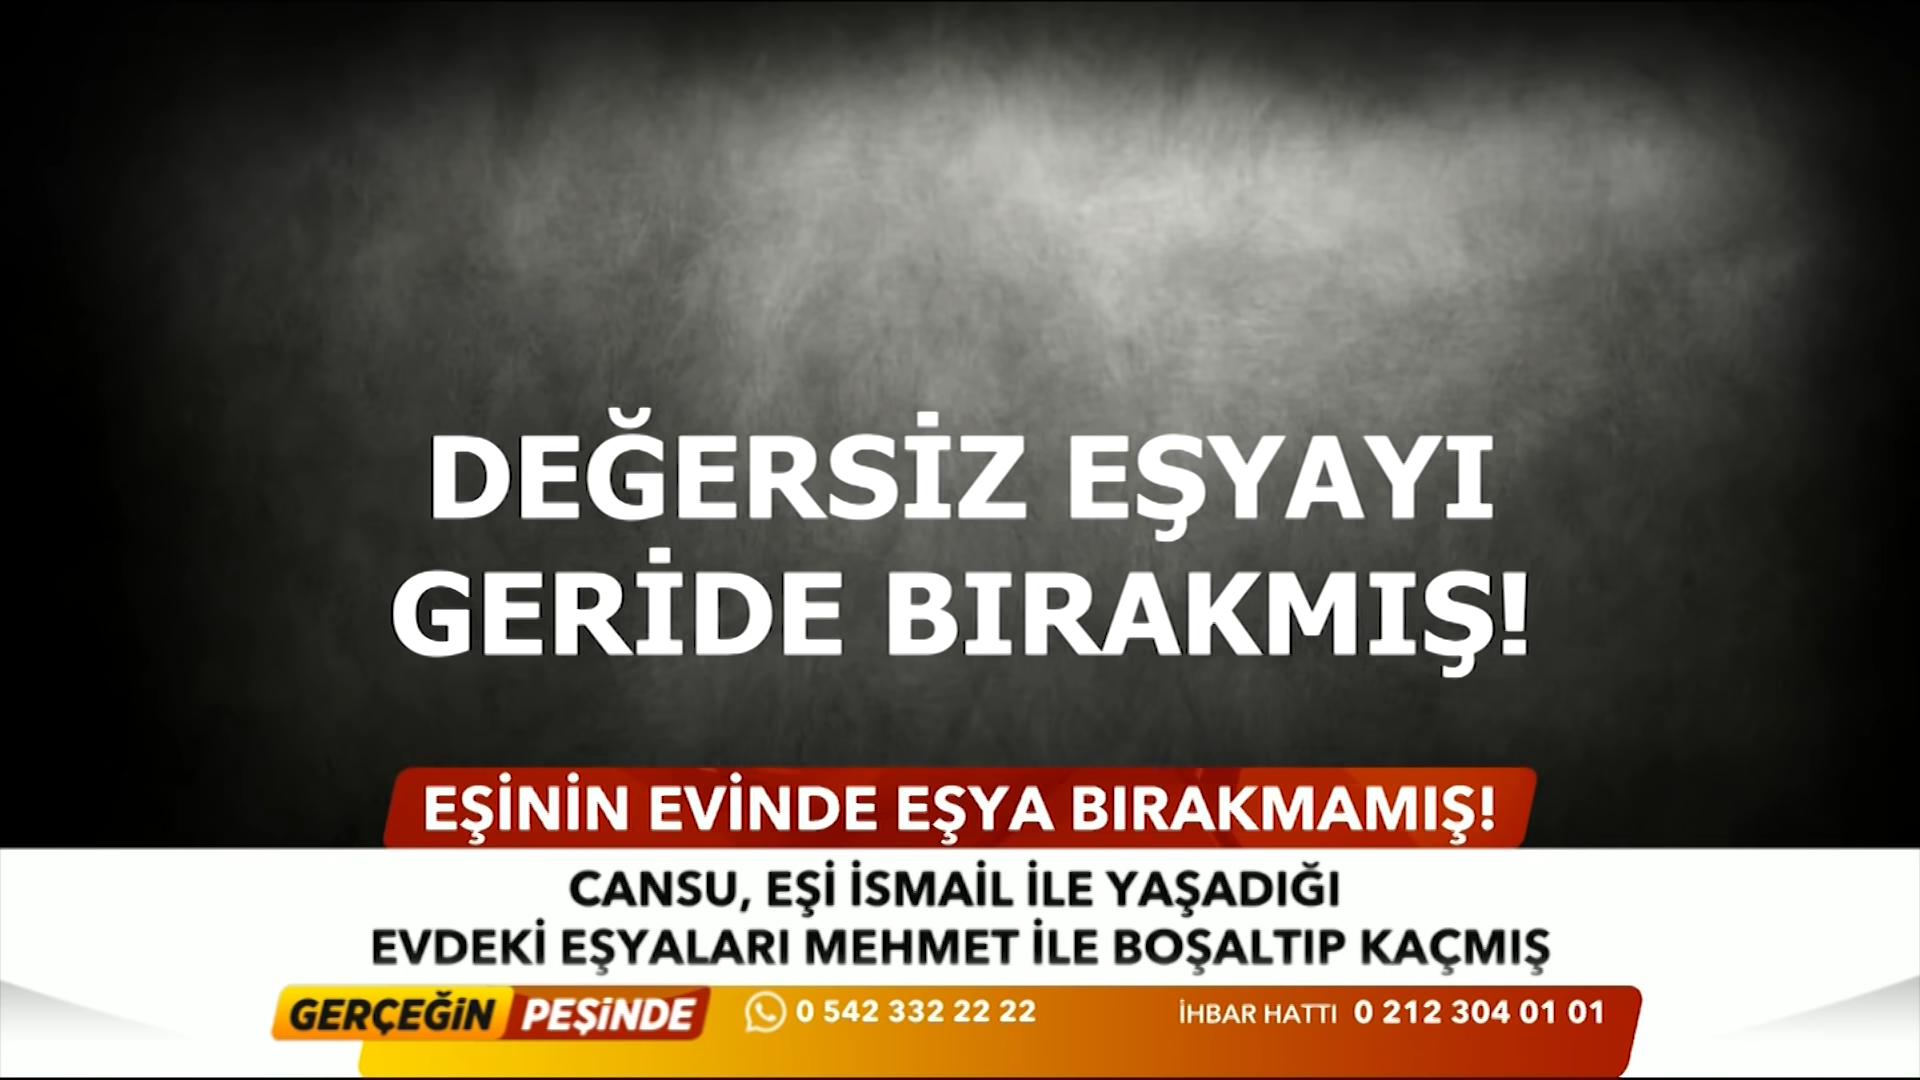 DEĞERSİZ EŞYAYI
GERİDE BIRAKMIŞ!
EŞİNİN EVİNDE EŞYA BIRAKMAMIŞ!
CANSU, EŞİ İSMAİL İLE YAŞADIĞI
EVDEKİ EŞYALARI MEHMET İLE BOŞALTIP KAÇMIŞ
GERÇEĞİN PEŞİNDE 0 542 332 22 22 İHBAR HATTI 0 212 304 01 01